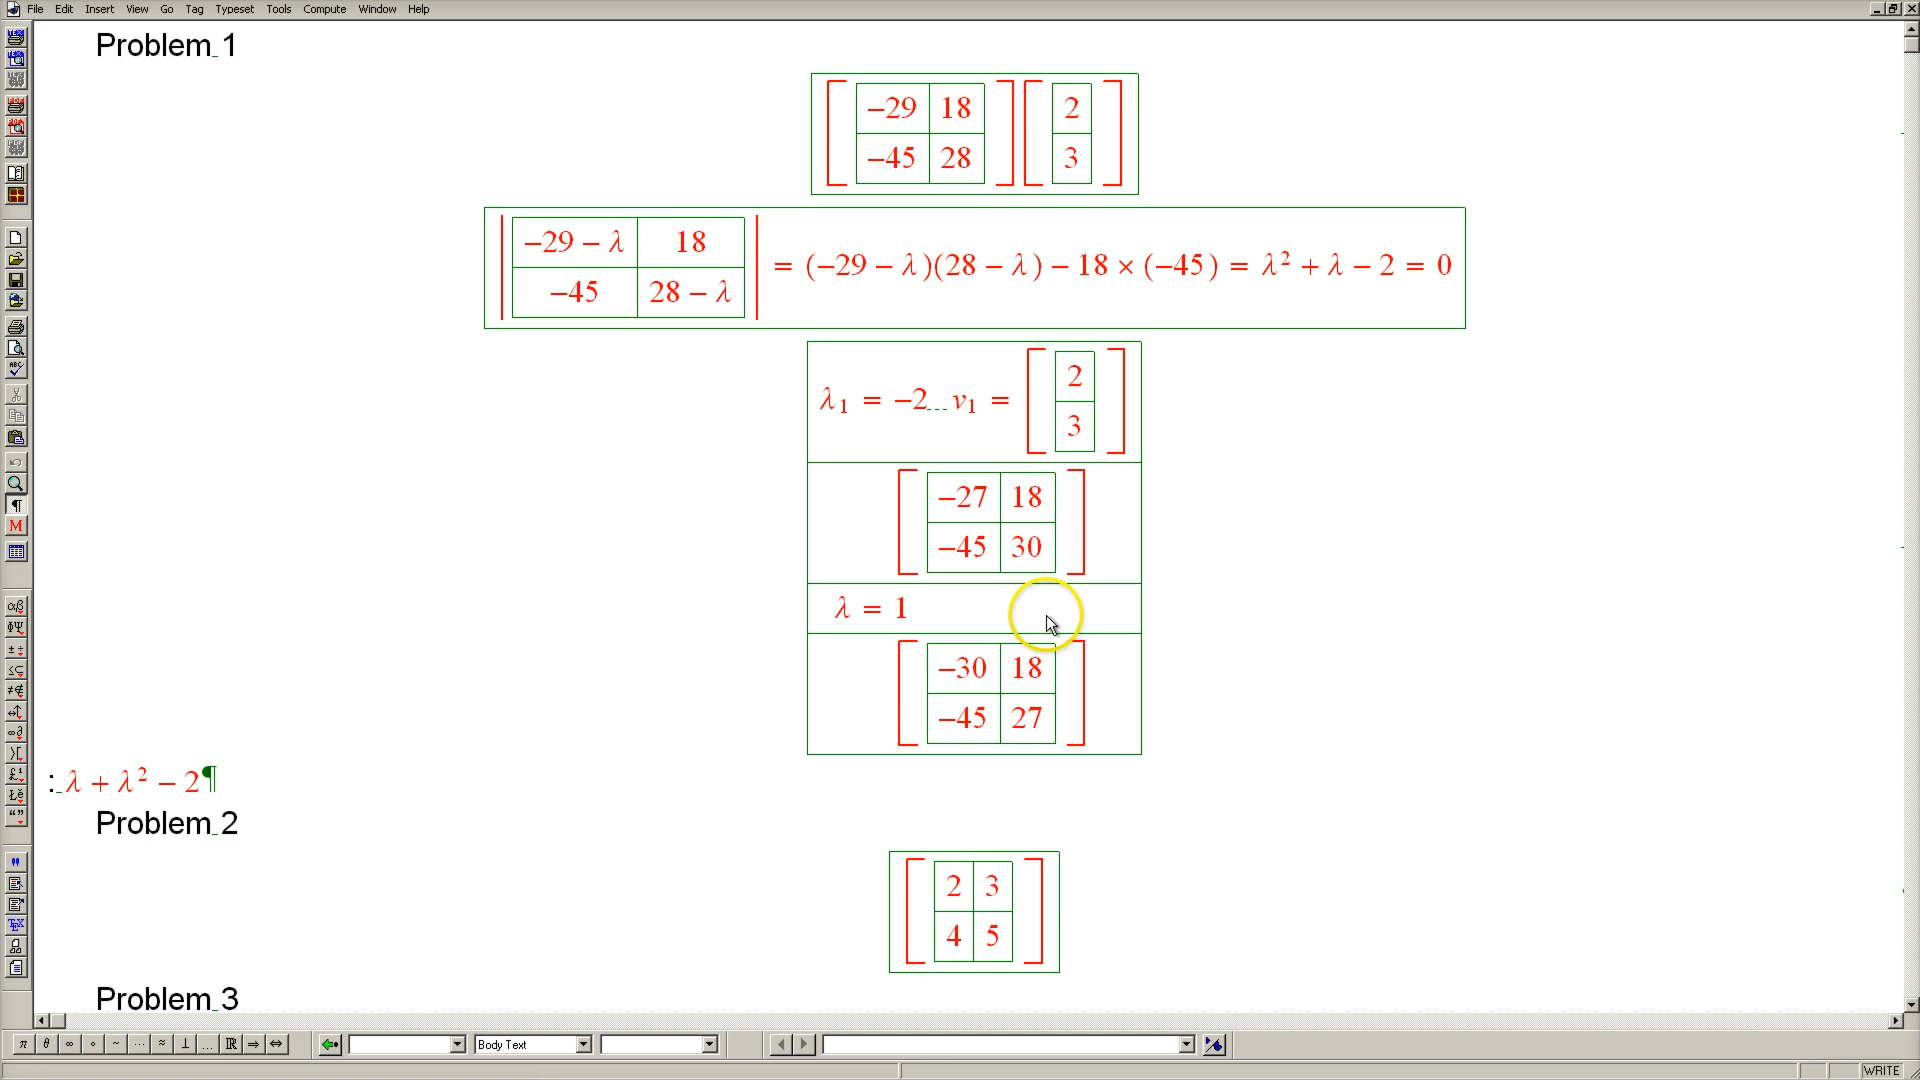 File Edit Insert View Go Tag Typeset Tools Compute Window Help
Problem 1
−29 18 2
−45 28 3
−29 − λ 18
−45 28 − λ
= (−29 − λ)(28 − λ) − 18 × (−45) = λ² + λ − 2 = 0
λ₁ = −2 v₁ = 2
3
−27 18
−45 30
λ = 1
−30 18
−45 27
: λ + λ² − 2¶
Problem 2
2 3
4 5
Problem 3
π θ ∞ ∘ ~ ⋯ ≈ ⊥ … ℝ ⇒ ⇔ Body Text
WRITE